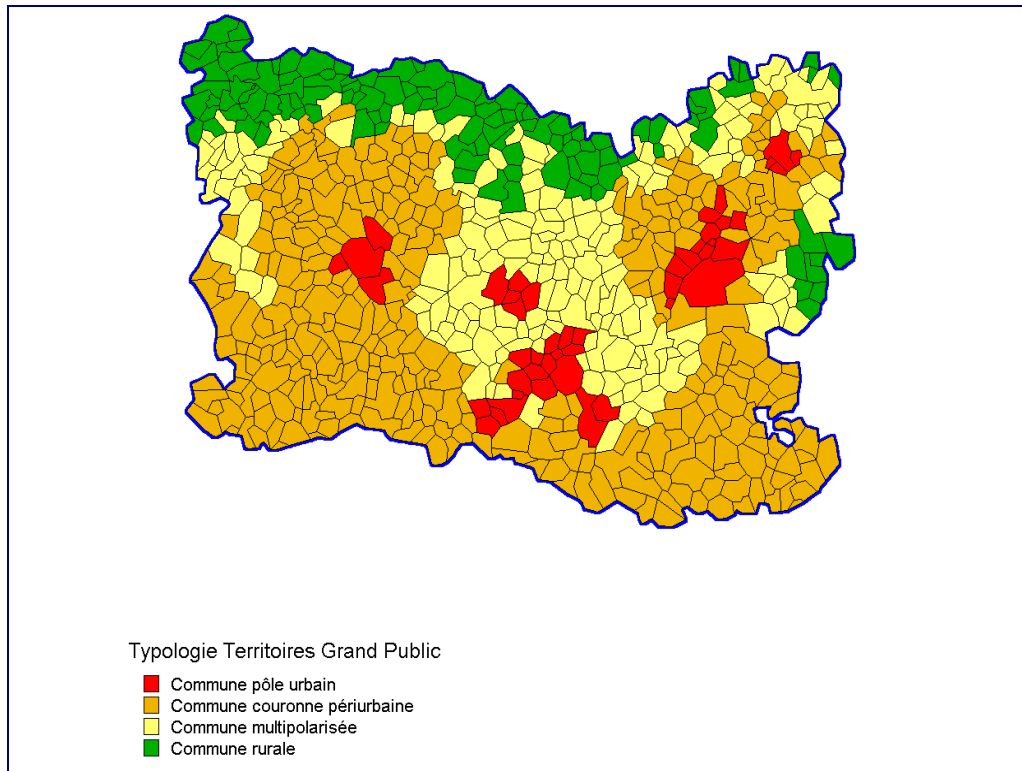 Typologie Territoires Grand Public
Commune pôle urbain
Commune couronne périurbaine
Commune multipolarisée
Commune rurale